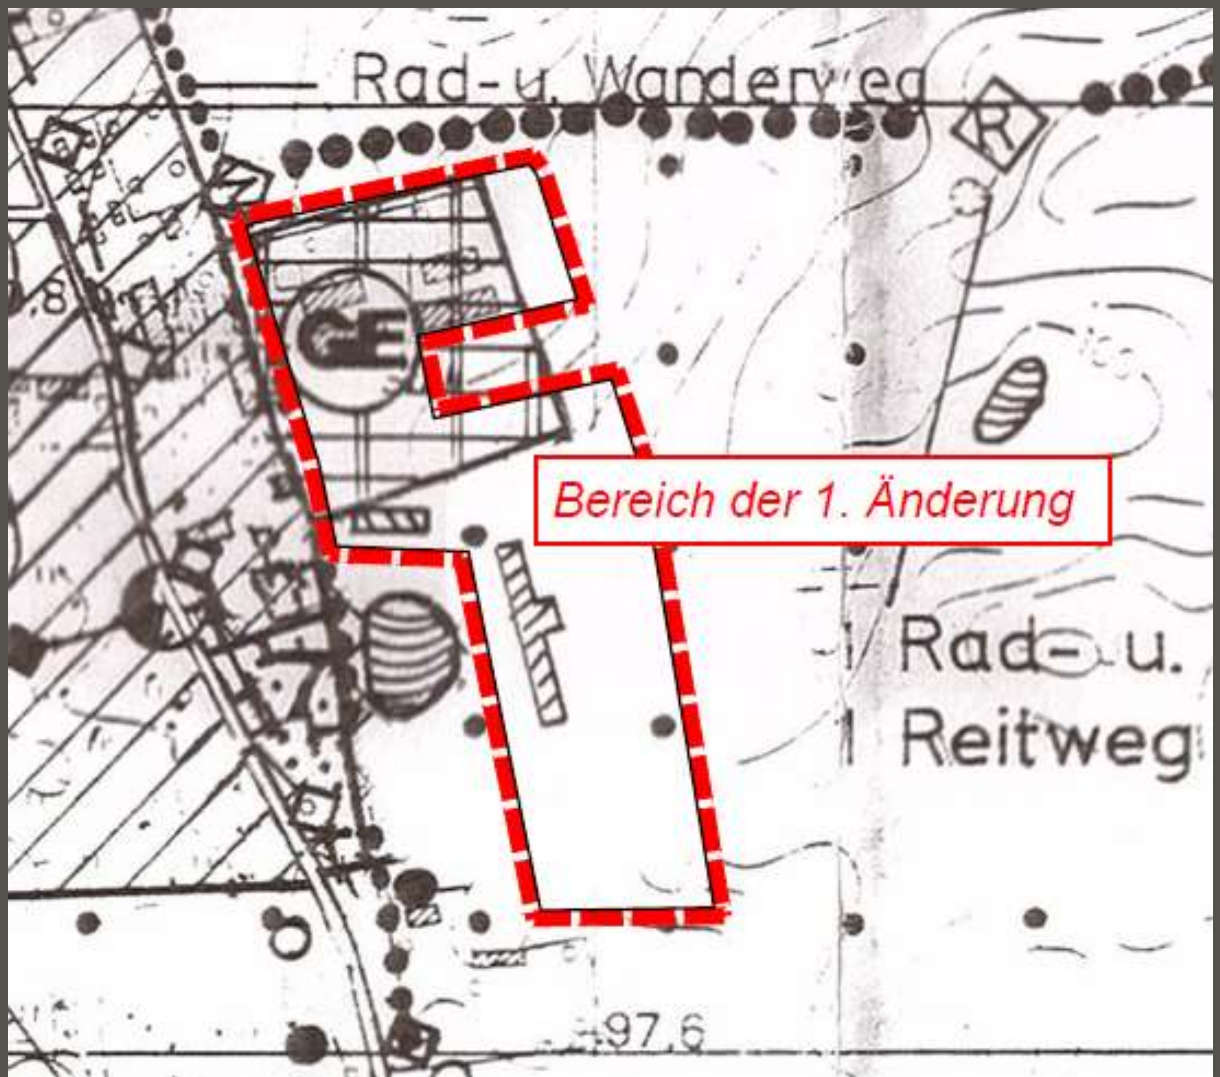 Rad- u. Wanderweg
R
GE
Bereich der 1. Änderung
Rad- u.
Reitweg
97,6